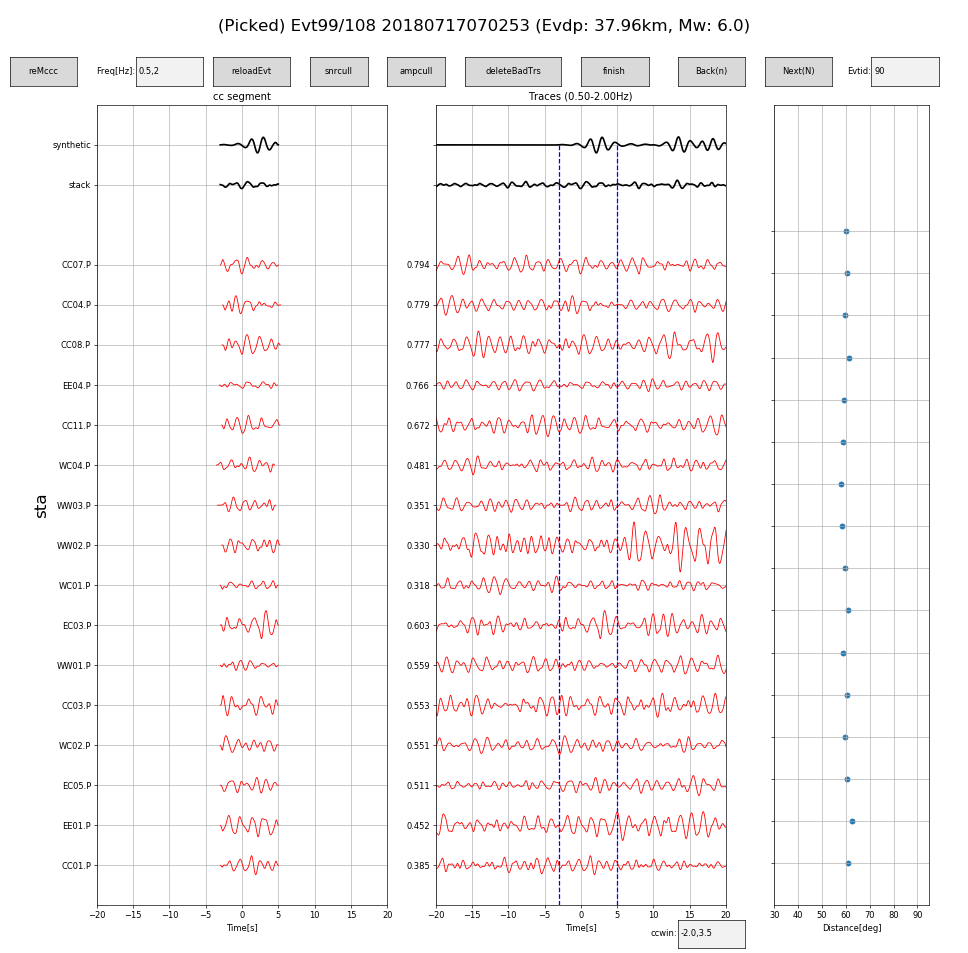 (Picked) Evt99/108 20180717070253 (Evdp: 37.96km, Mw: 6.0)
reMccc Freq[Hz]: 0.5,2 reloadEvt snrcull ampcull deleteBadTrs finish Back(n) Next(N) Evtid: 90
cc segment Traces (0.50-2.00Hz)
synthetic
stack
CC07.P 0.794
CC04.P 0.779
CC08.P 0.777
EE04.P 0.766
CC11.P 0.672
WC04.P 0.481
sta
WW03.P 0.351
WW02.P 0.330
WC01.P 0.318
EC03.P 0.603
WW01.P 0.559
CC03.P 0.553
WC02.P 0.551
EC05.P 0.511
EE01.P 0.452
CC01.P 0.385
−20 −15 −10 −5 0 5 10 15 20 −20 −15 −10 −5 0 5 10 15 20 30 40 50 60 70 80 90
Time[s] Time[s] Distance[deg]
ccwin: -2.0,3.5